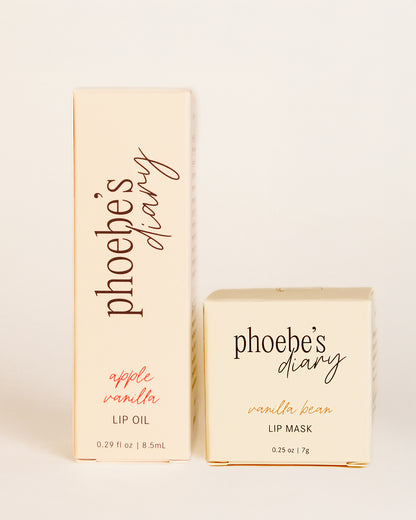 phoebe's
diary
apple
vanilla
LIP OIL
0.29 fl oz | 8.5mL
phoebe's
diary
vanilla bean
LIP MASK
0.25 oz | 7g